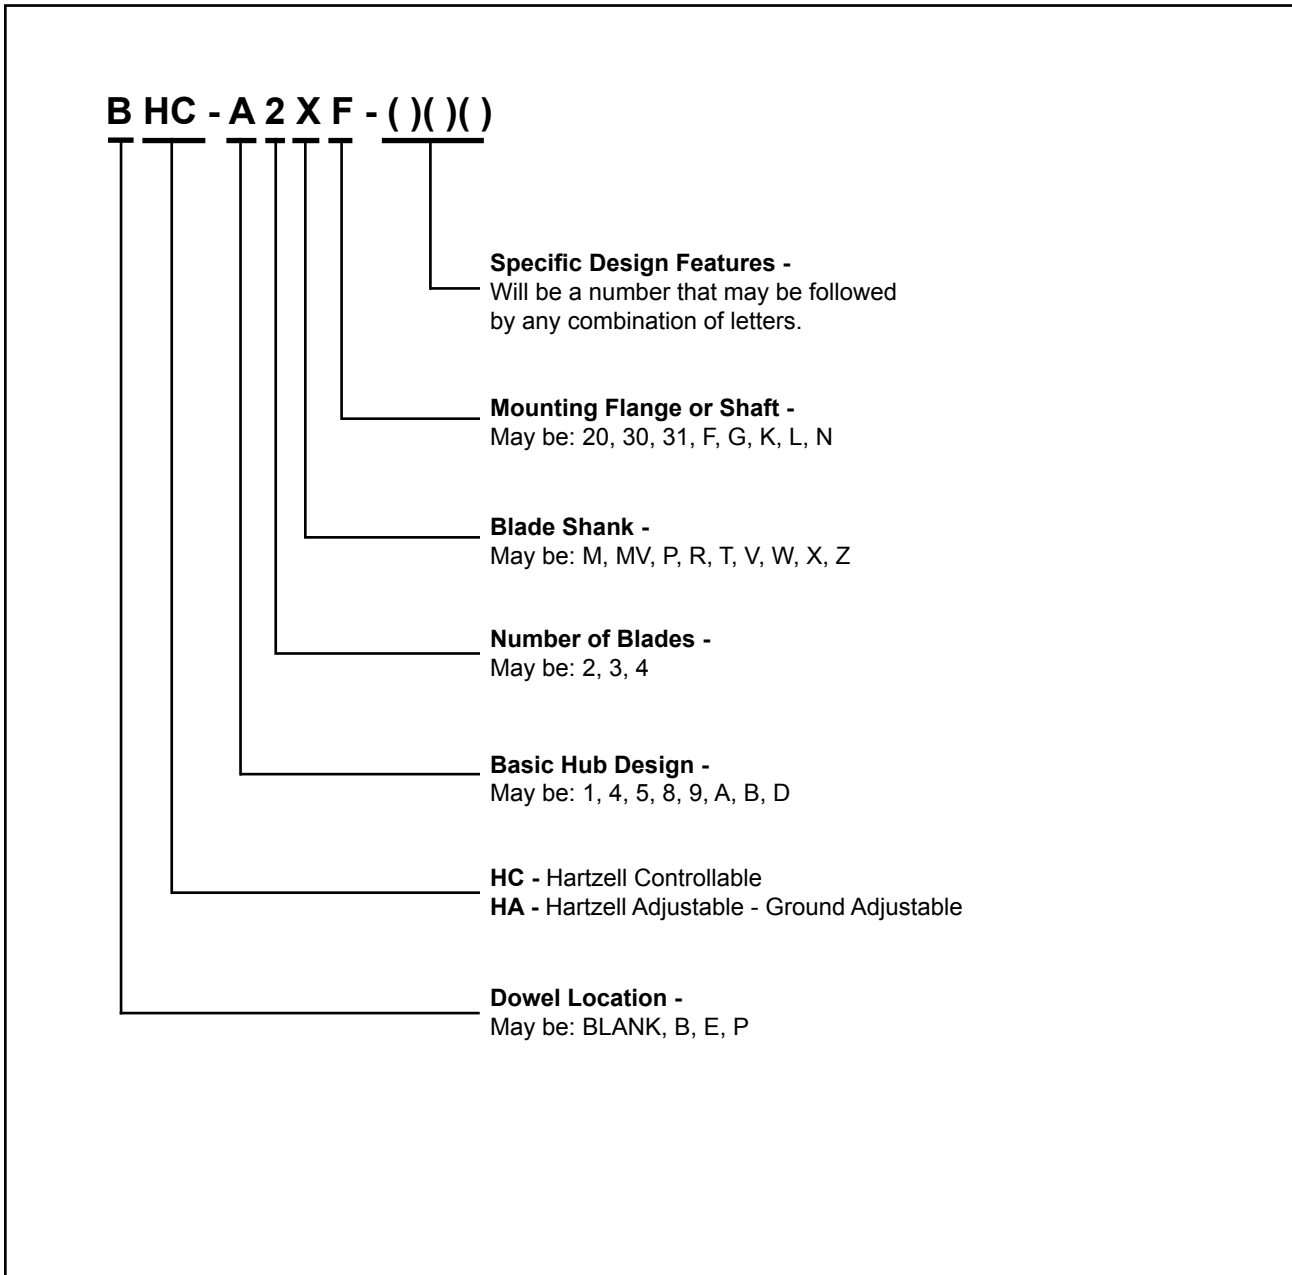 B HC - A 2 X F - ( )( )( )
Specific Design Features -
Will be a number that may be followed
by any combination of letters.
Mounting Flange or Shaft -
May be: 20, 30, 31, F, G, K, L, N
Blade Shank -
May be: M, MV, P, R, T, V, W, X, Z
Number of Blades -
May be: 2, 3, 4
Basic Hub Design -
May be: 1, 4, 5, 8, 9, A, B, D
HC - Hartzell Controllable
HA - Hartzell Adjustable - Ground Adjustable
Dowel Location -
May be: BLANK, B, E, P